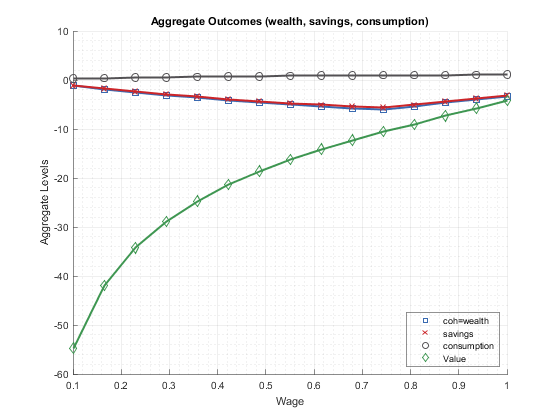 Aggregate Outcomes (wealth, savings, consumption)
10
0
-10
-20
-30
-40
-50
-60
Aggregate Levels
0.1
0.2
0.3
0.4
0.5
0.6
0.7
0.8
0.9
1
Wage
coh=wealth
savings
consumption
Value